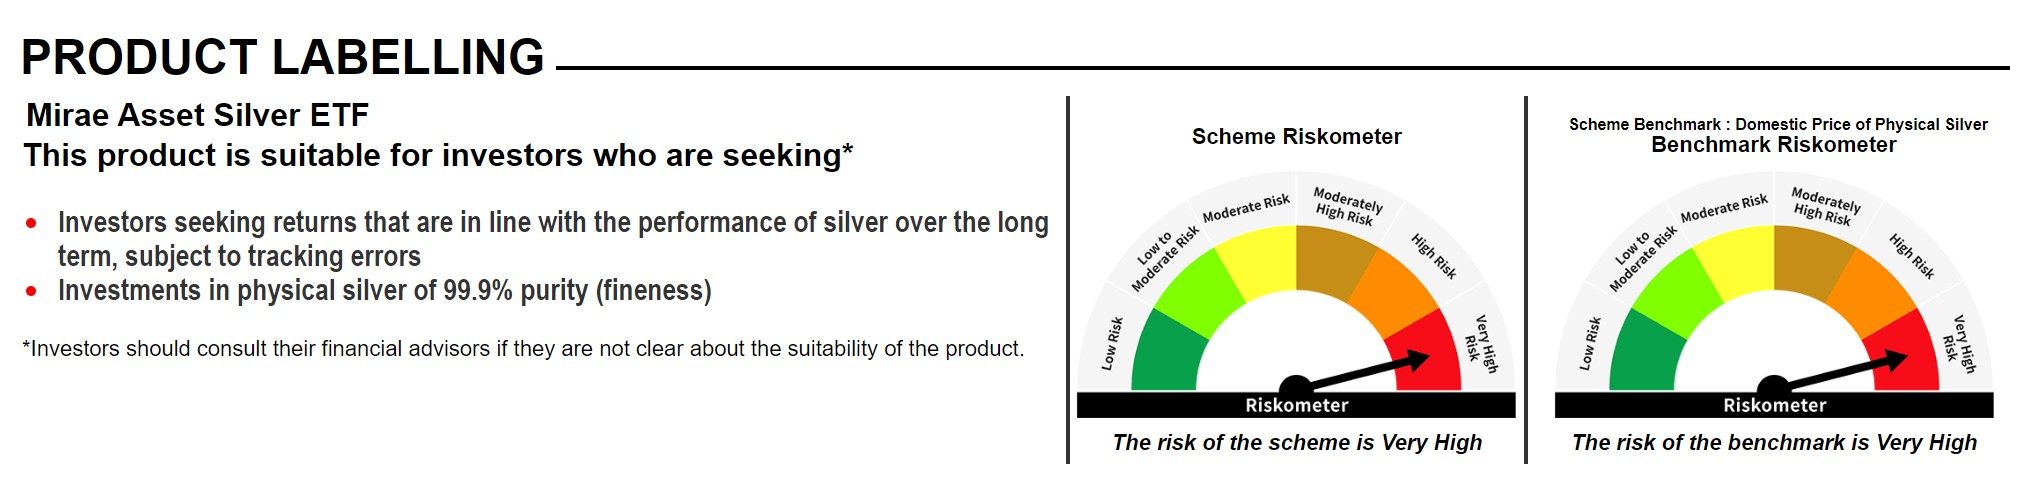 PRODUCT LABELLING
Mirae Asset Silver ETF
This product is suitable for investors who are seeking*
Investors seeking returns that are in line with the performance of silver over the long
term, subject to tracking errors
Investments in physical silver of 99.9% purity (fineness)
*Investors should consult their financial advisors if they are not clear about the suitability of the product.
Scheme Riskometer
Low Risk
Low to
Moderate Risk
Moderate Risk
Moderately
High Risk
High Risk
Very High
Risk
Riskometer
The risk of the scheme is Very High
Scheme Benchmark : Domestic Price of Physical Silver
Benchmark Riskometer
Low Risk
Low to
Moderate Risk
Moderate Risk
Moderately
High Risk
High Risk
Very High
Risk
Riskometer
The risk of the benchmark is Very High